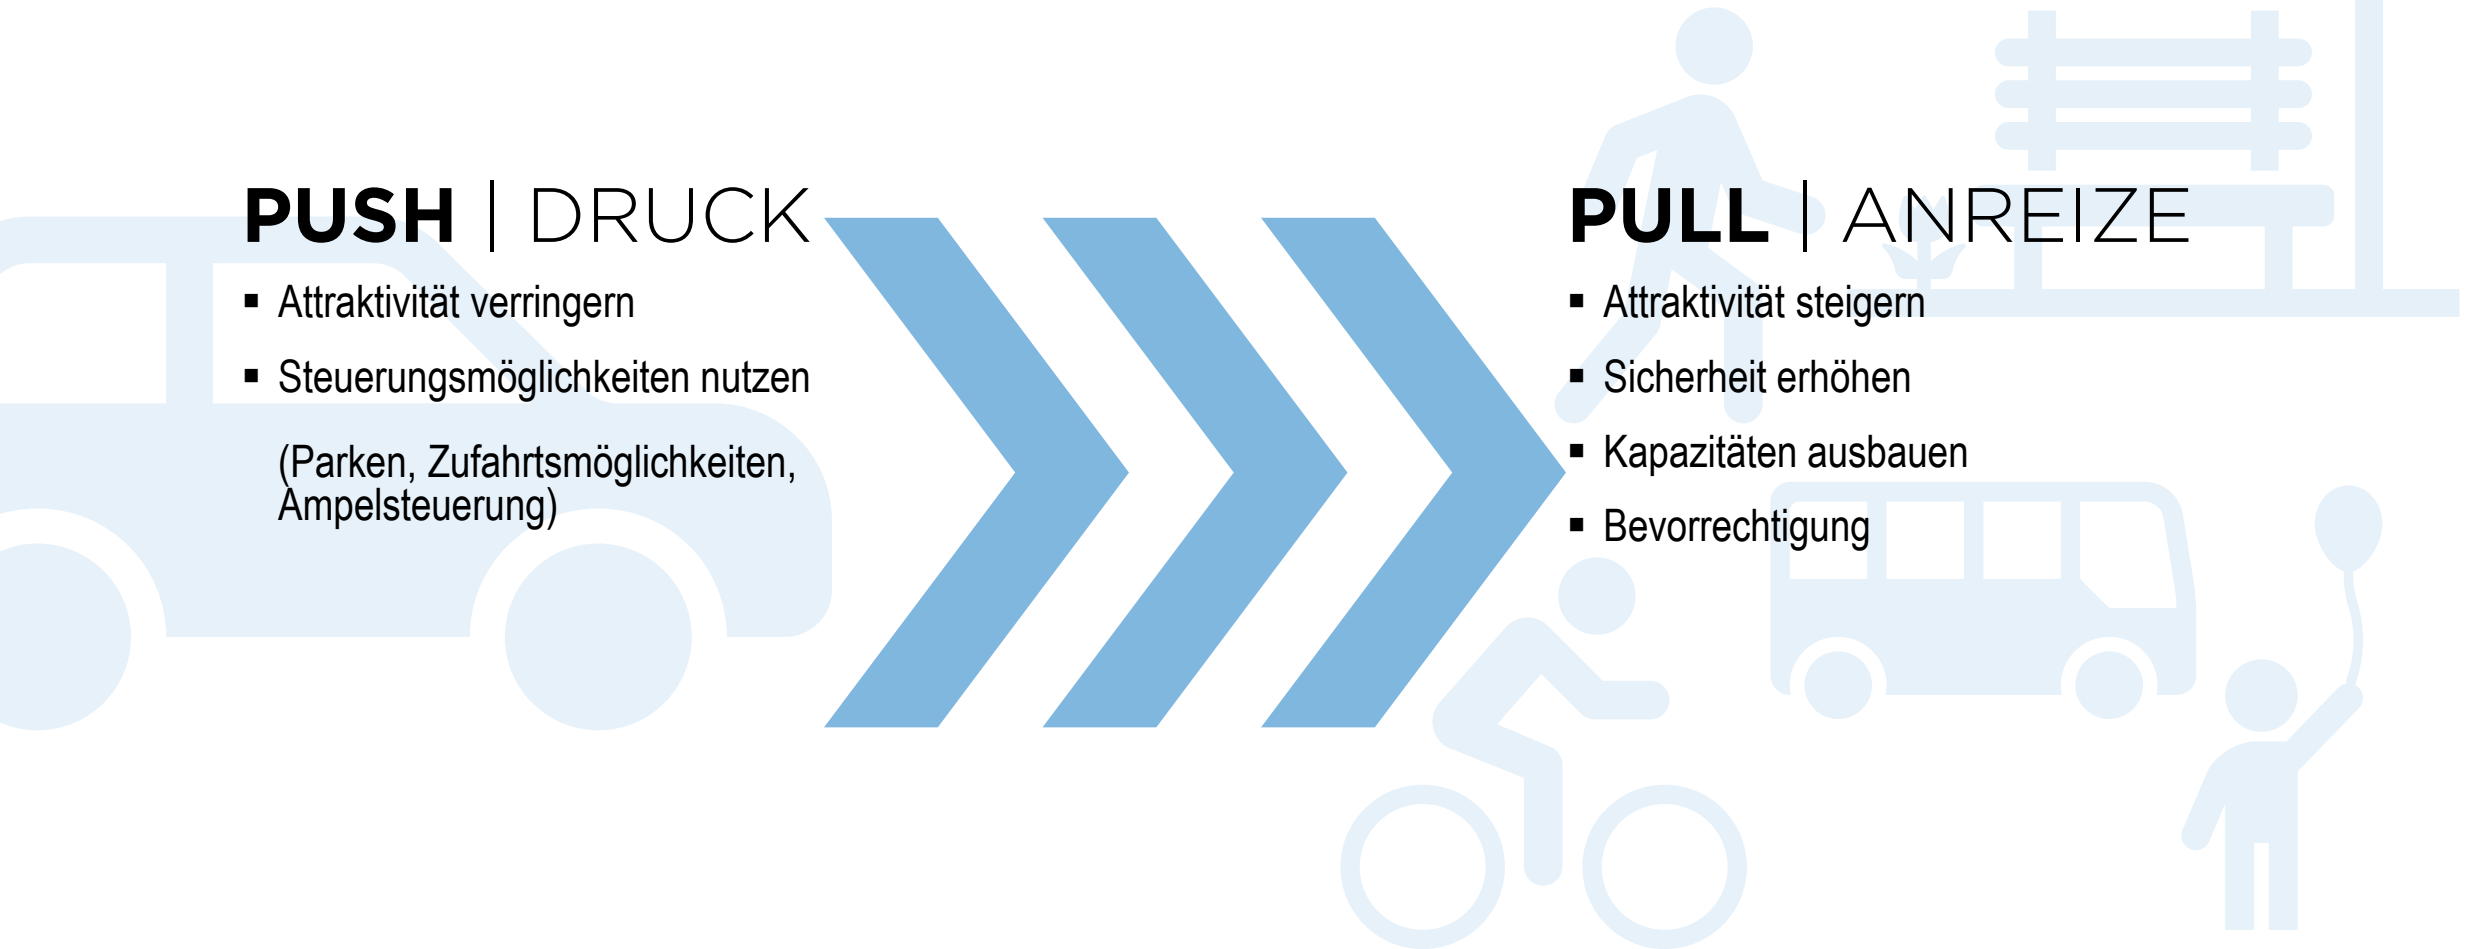 PUSH | DRUCK
▪ Attraktivität verringern
▪ Steuerungsmöglichkeiten nutzen
(Parken, Zufahrtsmöglichkeiten,
Ampelsteuerung)
PULL | ANREIZE
▪ Attraktivität steigern
▪ Sicherheit erhöhen
▪ Kapazitäten ausbauen
▪ Bevorrechtigung